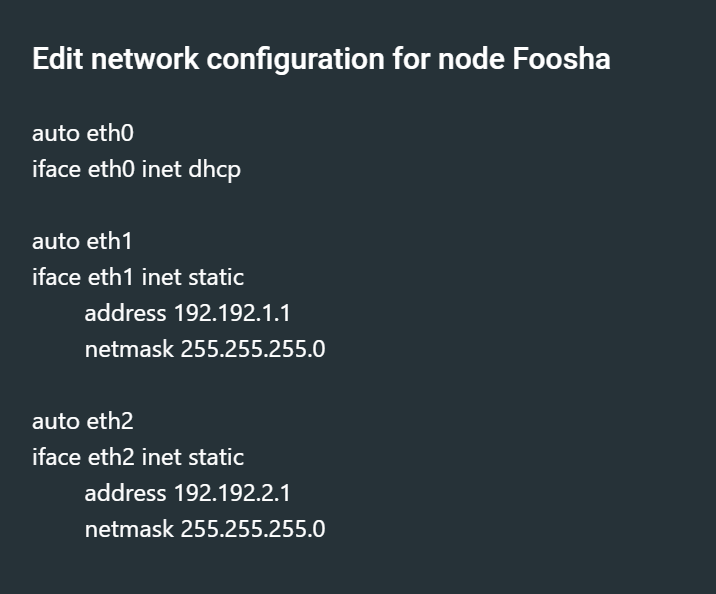 Edit network configuration for node Foosha
auto eth0
iface eth0 inet dhcp
auto eth1
iface eth1 inet static
address 192.192.1.1
netmask 255.255.255.0
auto eth2
iface eth2 inet static
address 192.192.2.1
netmask 255.255.255.0